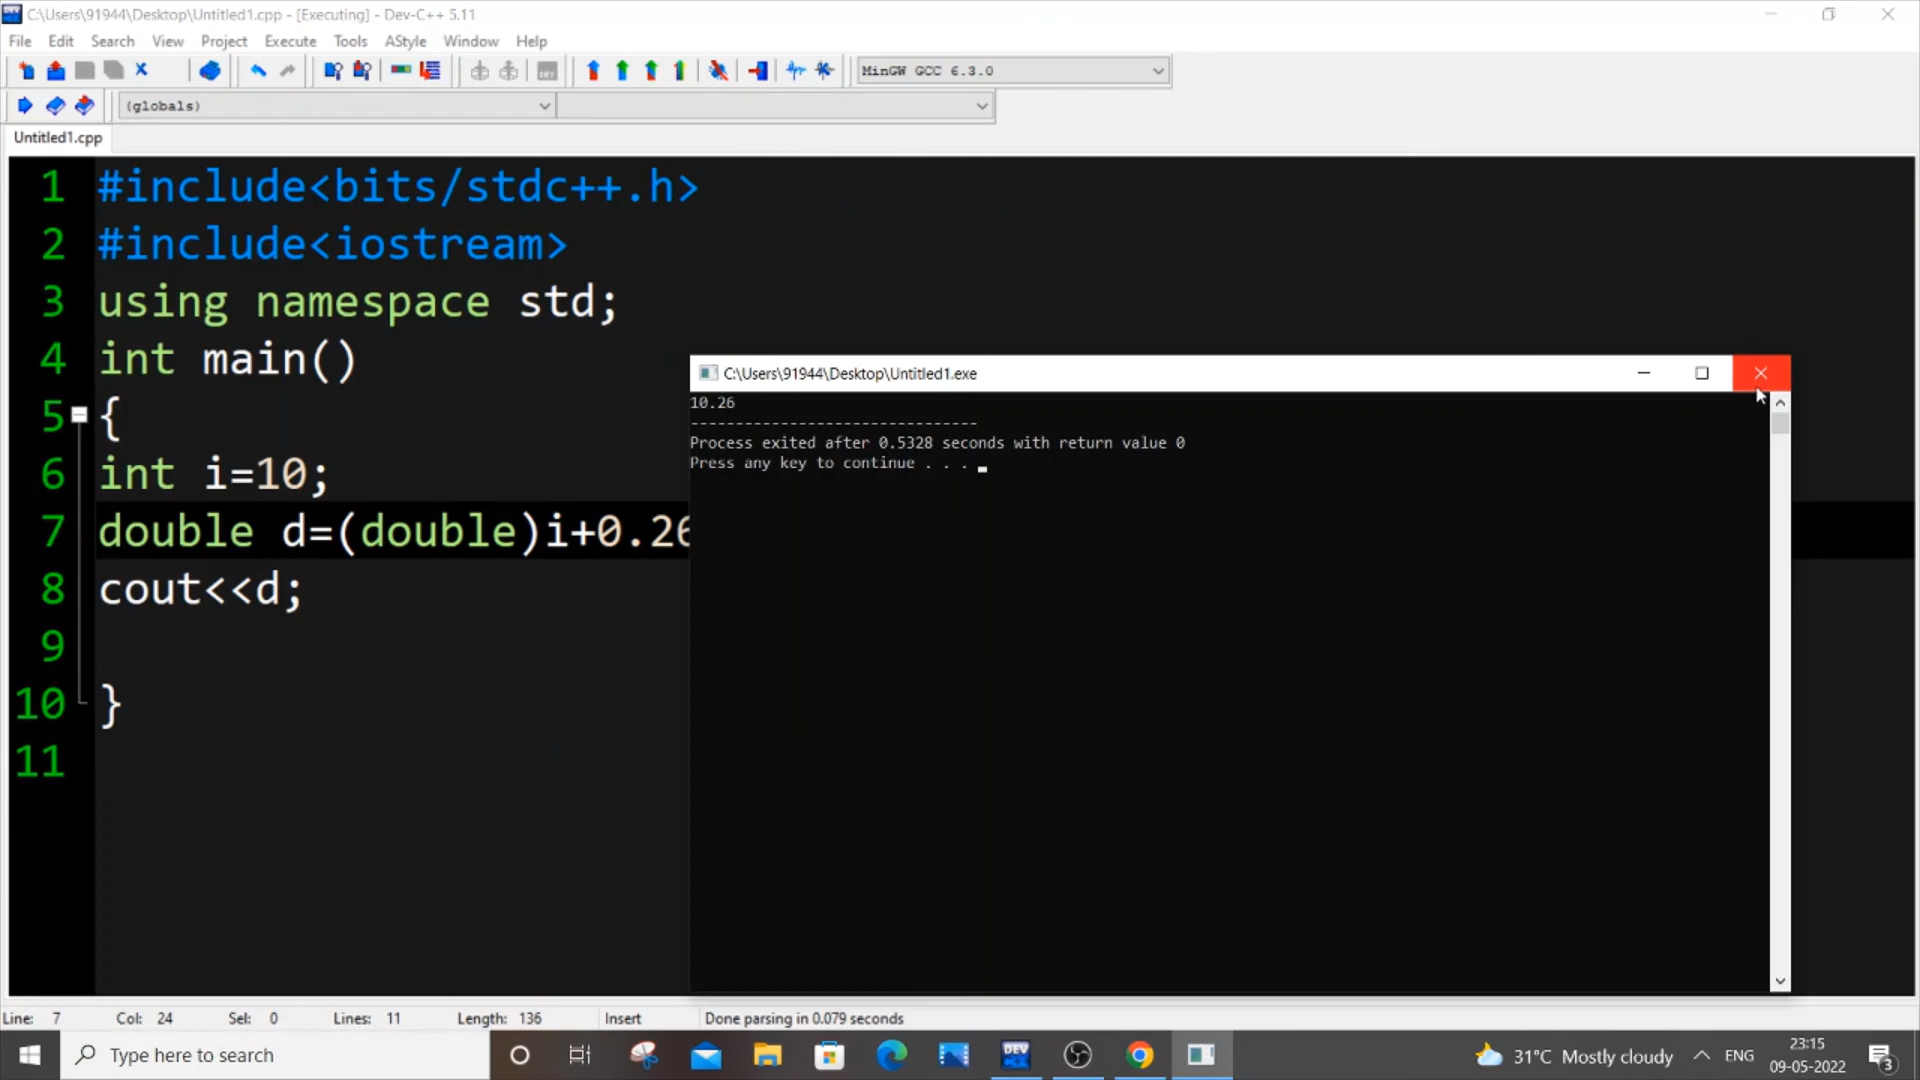 C:\Users\91944\Desktop\Untitled1.cpp - [Executing] - Dev-C++ 5.11
File Edit Search View Project Execute Tools AStyle Window Help
MinGW GCC 6.3.0
(globals)
Untitled1.cpp
1 #include<bits/stdc++.h>
2 #include<iostream>
3 using namespace std;
4 int main()
5 {
6 int i=10;
7 double d=(double)i+0.26
8 cout<<d;
9
10 }
11
C:\Users\91944\Desktop\Untitled1.exe
10.26
--------------------------------
Process exited after 0.5328 seconds with return value 0
Press any key to continue . . .
Line: 7 Col: 24 Sel: 0 Lines: 11 Length: 136 Insert Done parsing in 0.079 seconds
Type here to search
DEV
31°C Mostly cloudy
ENG
23:15
09-05-2022
3